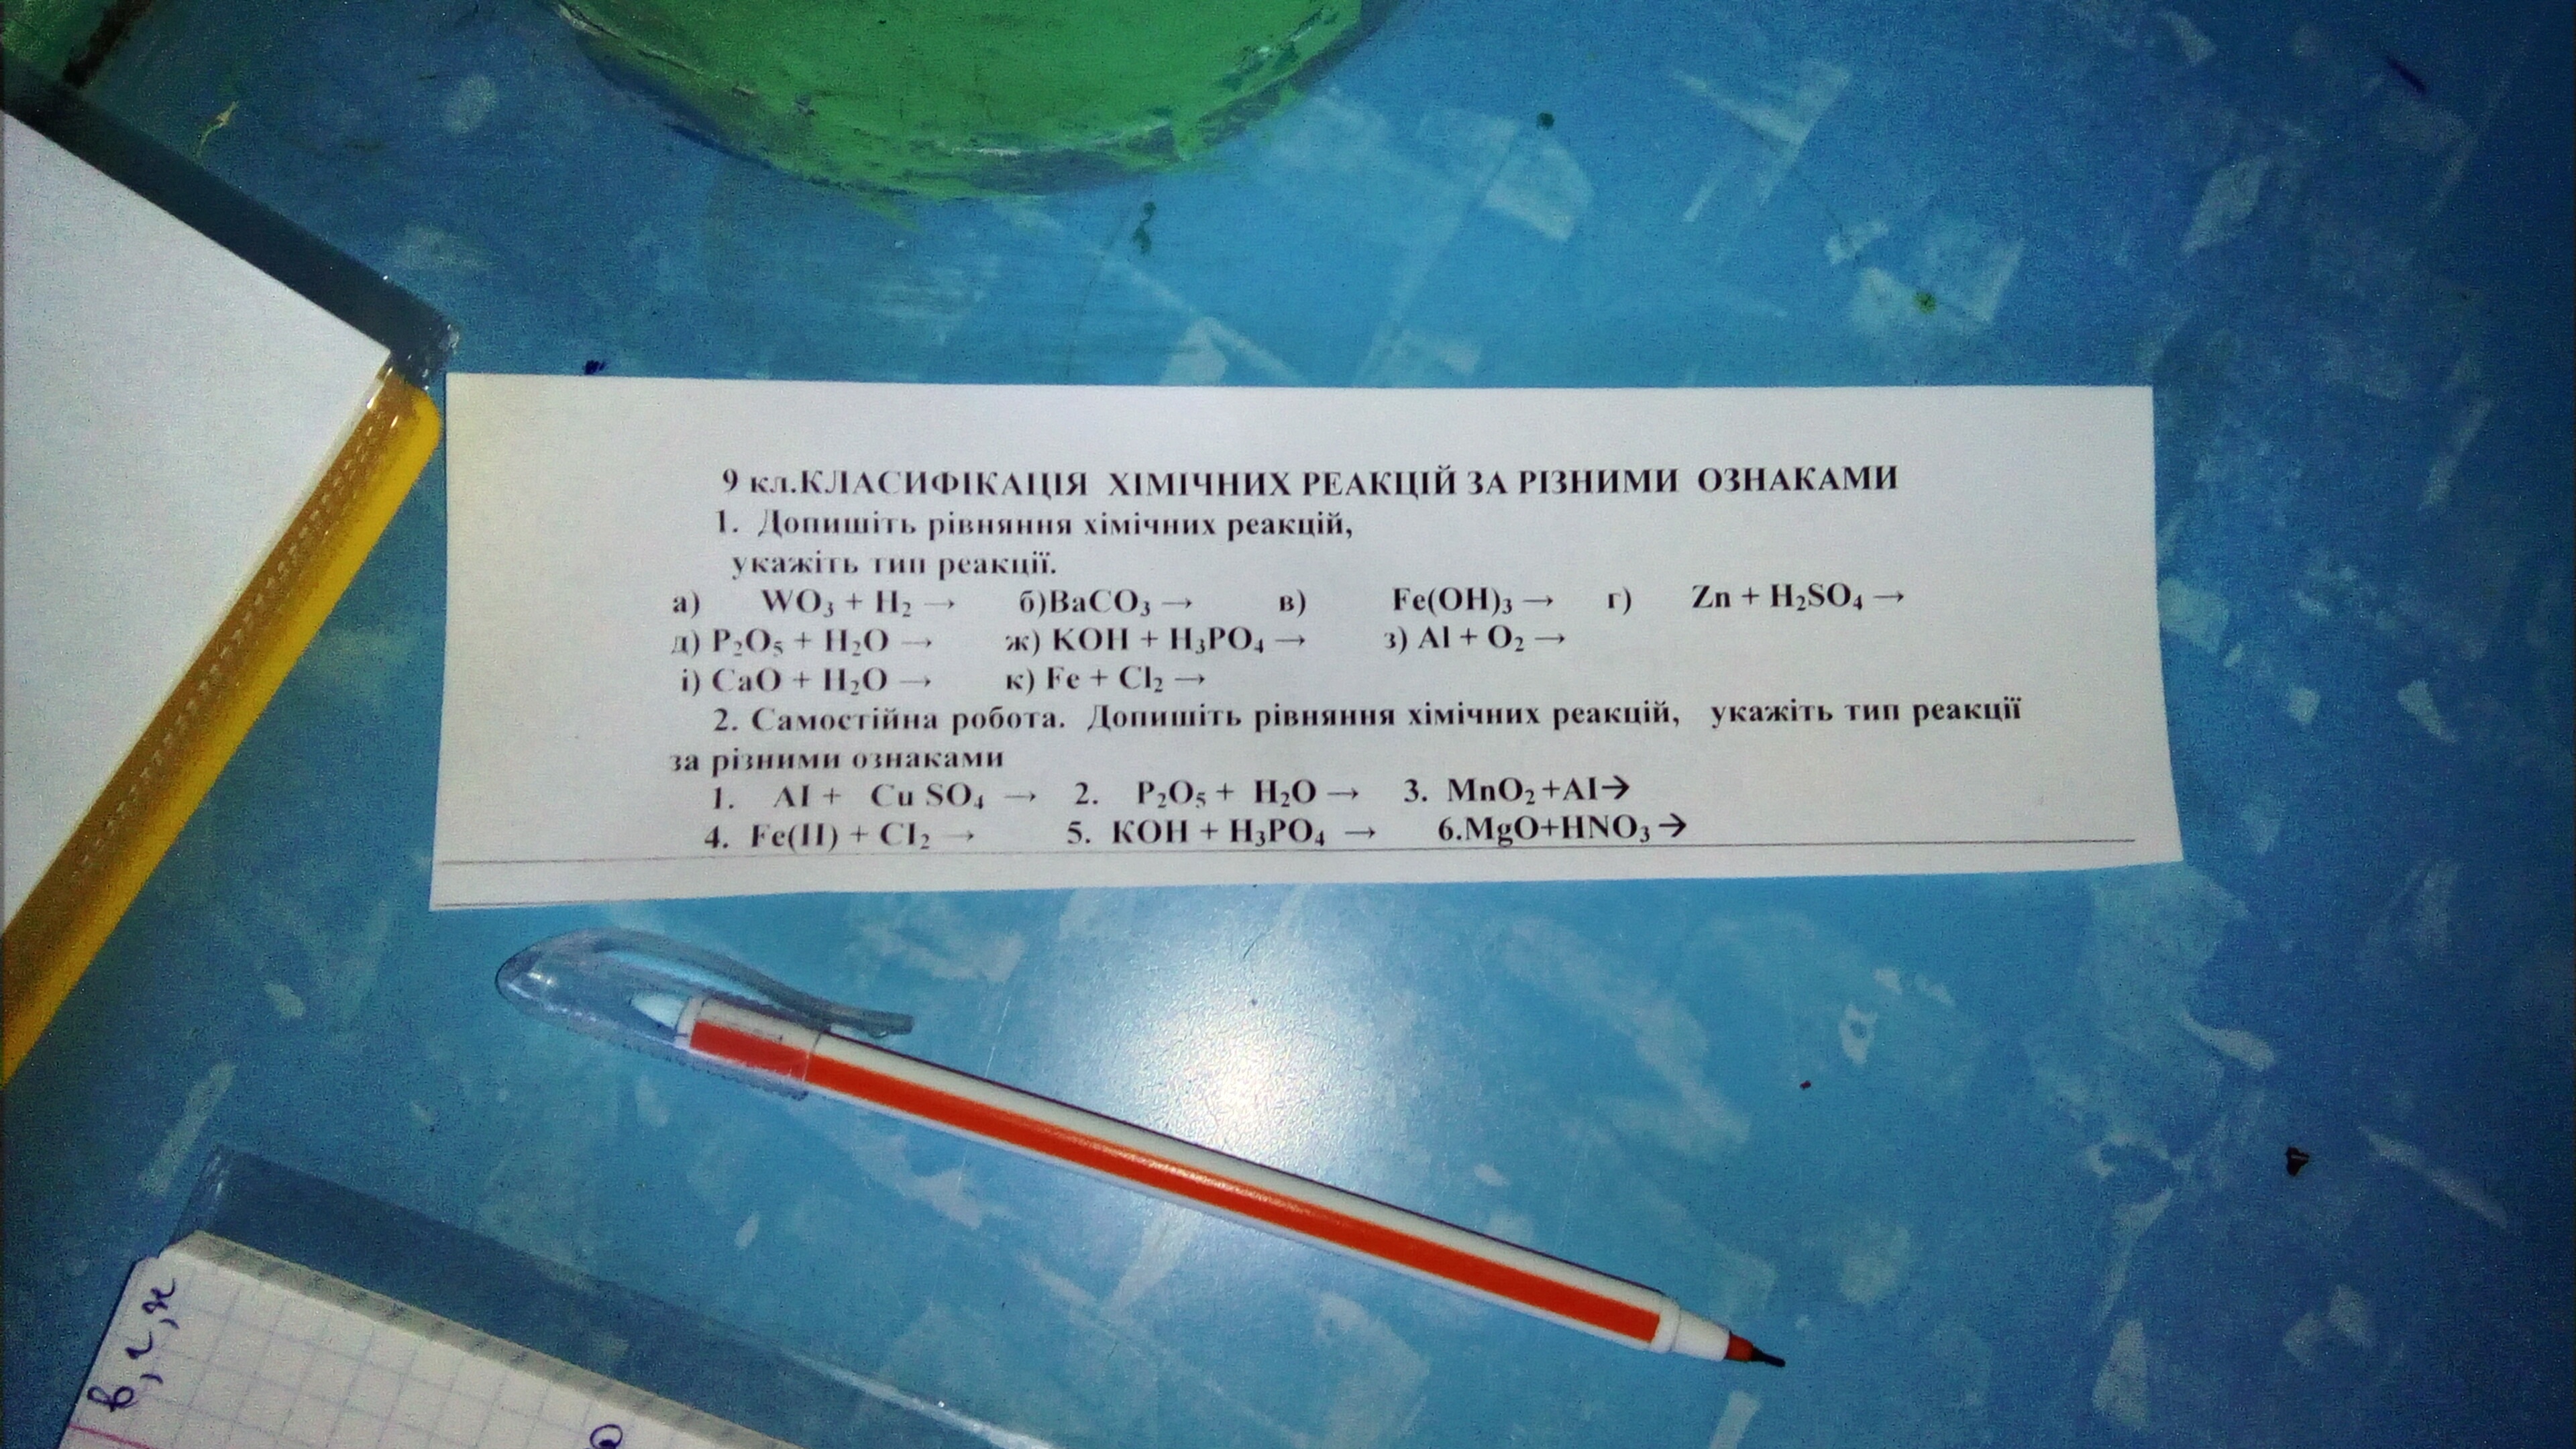 9 кл.КЛАСИФІКАЦІЯ ХІМІЧНИХ РЕАКЦІЙ ЗА РІЗНИМИ ОЗНАКАМИ
1. Допишіть рівняння хімічних реакцій,
укажіть тип реакції.
а) WO₃ + H₂ → б)BaCO₃ → в) Fe(OH)₃ → г) Zn + H₂SO₄ →
д) P₂O₅ + H₂O → ж) KOH + H₃PO₄ → з) Al + O₂ →
і) CaO + H₂O → к) Fe + Cl₂ →
2. Самостійна робота. Допишіть рівняння хімічних реакцій, укажіть тип реакції
за різними ознаками
1. Al + Cu SO₄ → 2. P₂O₅ + H₂O → 3. MnO₂ +Al→
4. Fe(II) + Cl₂ → 5. KOH + H₃PO₄ → 6.MgO+HNO₃→